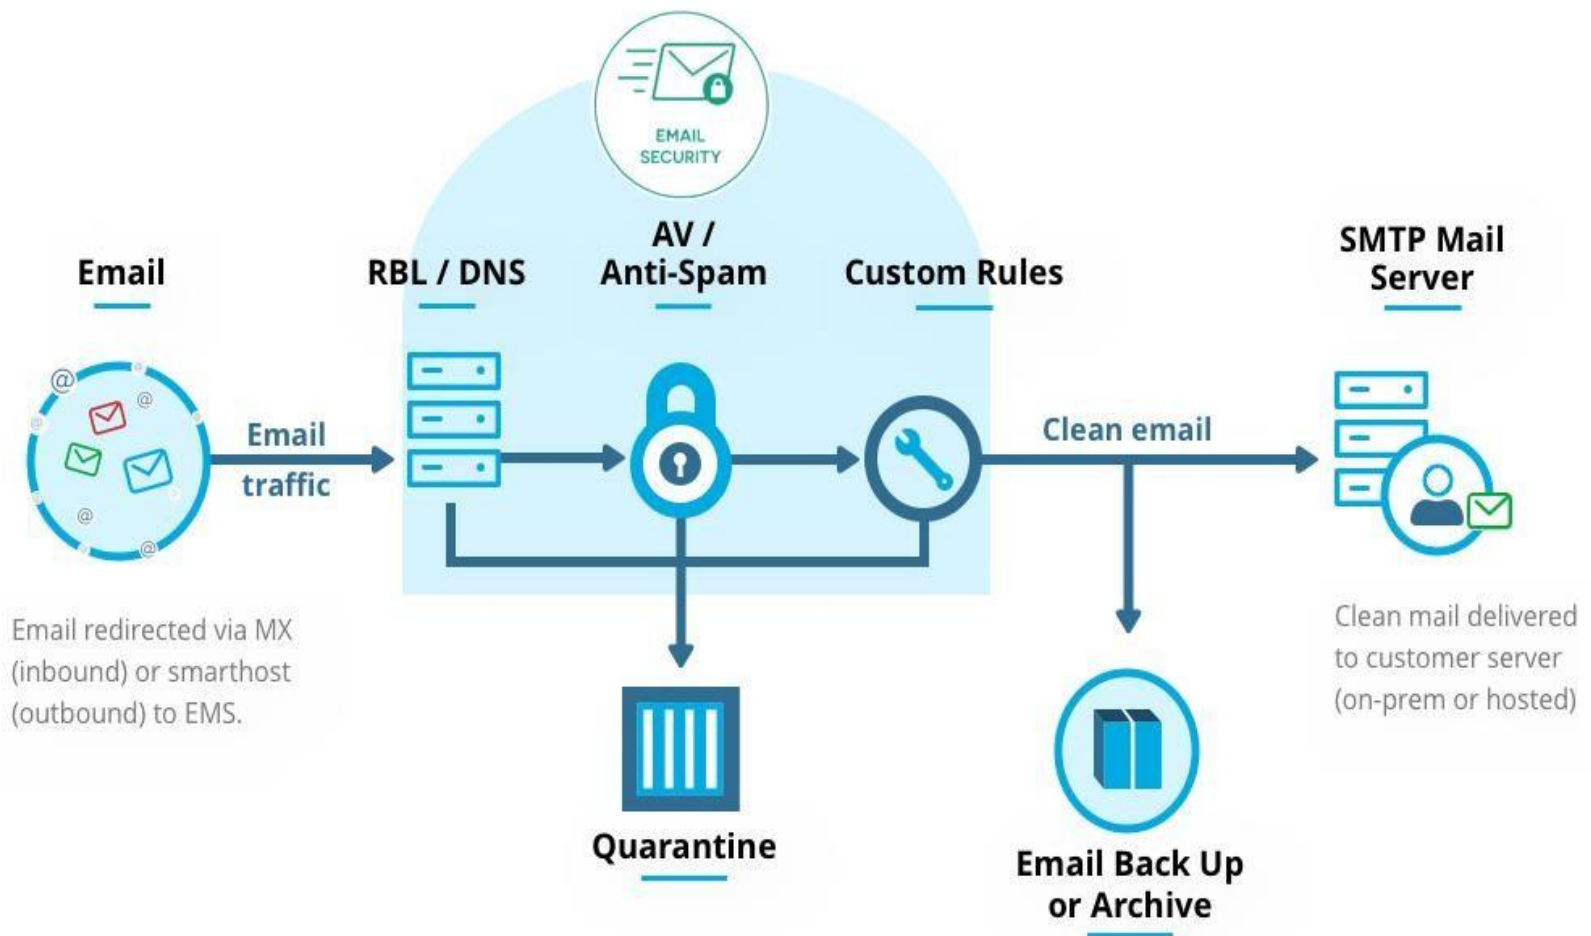 EMAIL
SECURITY
Email
RBL / DNS
AV /
Anti-Spam
Custom Rules
SMTP Mail
Server
@
@
@
@
@
Email
traffic
Clean email
Email redirected via MX
(inbound) or smarthost
(outbound) to EMS.
Clean mail delivered
to customer server
(on-prem or hosted)
Quarantine
Email Back Up
or Archive